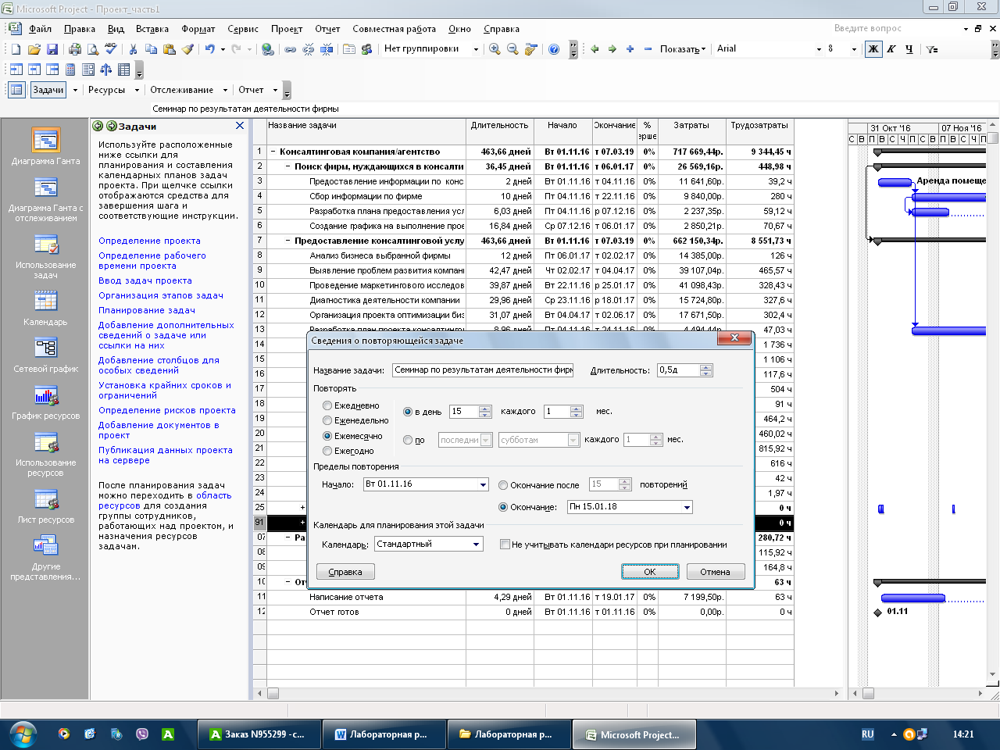 Microsoft Project - Проект_часть1
Файл Правка Вид Вставка Формат Сервис Проект Отчет Совместная работа Окно Справка
Введите вопрос
Нет группировки Показать Arial 8 Ж К Ч
Задачи Ресурсы Отслеживание Отчет
Семинар по результатам деятельности фирмы
Диаграмма Ганта
Диаграмма Ганта с отслеживанием
Использование задач
Календарь
Сетевой график
График ресурсов
Использование ресурсов
Лист ресурсов
Другие представления...
Задачи
Используйте расположенные
ниже ссылки для
планирования и составления
календарных планов задач
проекта. При щелчке ссылки
отображаются средства для
завершения шага и
соответствующие инструкции.
Определение проекта
Определение рабочего
времени проекта
Ввод задач проекта
Организация этапов задач
Планирование задач
Добавление дополнительных
сведений о задаче или
ссылки на них
Добавление столбцов для
особых сведений
Установка крайних сроков и
ограничений
Определение рисков проекта
Добавление документов в
проект
Публикация данных проекта
на сервере
После планирования задач
можно переходить в область
ресурсов для создания
группы сотрудников,
работающих над проектом, и
назначения ресурсов
задачам.
Название задачи Длительность Начало Окончание % ерше Затраты Трудозатраты
1 Консалтинговая компания/агентство 463,66 дней Вт 01.11.16 т 07.03.19 0% 717 669,44р. 9 344,45 ч
2 Поиск фирм, нуждающихся в консалти 36,45 дней Вт 01.11.16 т 06.01.17 0% 26 569,16р. 448,98 ч
3 Предоставление информации по конс 2 дней Вт 01.11.16 т 04.11.16 0% 11 641,60р. 39,2 ч
4 Сбор информации по фирме 10 дней Пт 04.11.16 т 22.11.16 0% 9 840,00р. 280 ч
5 Разработка плана предоставления усл 6,03 дней Пт 04.11.16 р 07.12.16 0% 2 237,35р. 59,12 ч
6 Создание графика на выполнение прое 16,84 дней Ср 07.12.16 т 06.01.17 0% 2 850,21р. 70,67 ч
7 Предоставление консалтинговой услу 463,66 дней Вт 01.11.16 т 07.03.19 0% 662 150,34р. 8 551,73 ч
8 Анализ бизнеса выбранной фирмы 12 дней Пт 06.01.17 т 02.02.17 0% 14 385,00р. 126 ч
9 Выявление проблем развития компан 42,47 дней Чт 02.02.17 т 04.04.17 0% 39 107,04р. 465,57 ч
10 Проведение маркетингового исследов 39,87 дней Вт 22.11.16 р 25.01.17 0% 41 098,43р. 328,43 ч
11 Диагностика деятельности компании 29,96 дней Ср 23.11.16 р 18.01.17 0% 15 724,80р. 327,6 ч
12 Организация проекта оптимизации биз 31,07 дней Вт 04.04.17 т 02.06.17 0% 17 671,50р. 302,4 ч
13 Разработка план проекта консалтингo 8,96 дней Пт 04.11.16 т 24.11.16 0% 4 494,44р. 47,03 ч
14 1 736 ч
15 1 106 ч
16 117,6 ч
17 504 ч
18 91 ч
19 464,2 ч
20 460,02 ч
21 815,92 ч
22 616 ч
23 42 ч
24 1,97 ч
25 + 0 ч
91 + 0 ч
07 Ра 280,72 ч
08 115,92 ч
09 164,8 ч
10 От 63 ч
11 Написание отчета 4,29 дней Вт 01.11.16 т 19.01.17 0% 7 199,50р. 63 ч
12 Отчет готов 0 дней Вт 01.11.16 т 01.11.16 0% 0,00р. 0 ч
31 Окт '16 07 Ноя '16
С В П В С Ч П С В П В С Ч П
Аренда помеще
01.11
Сведения о повторяющейся задаче
Название задачи: Семинар по результатам деятельности фирм Длительность: 0,5д
Повторять
Ежедневно
Еженедельно
Ежемесячно
Ежегодно
в день 15 каждого 1 мес.
по последни субботам каждого 1 мес.
Пределы повторения
Начало: Вт 01.11.16 Окончание после 15 повторений
Окончание: Пн 15.01.18
Календарь для планирования этой задачи
Календарь: Стандартный Не учитывать календари ресурсов при планировании
Справка ОК Отмена
Заказ N955299 - с... Лабораторная р... Лабораторная р... Microsoft Project... RU 14:21